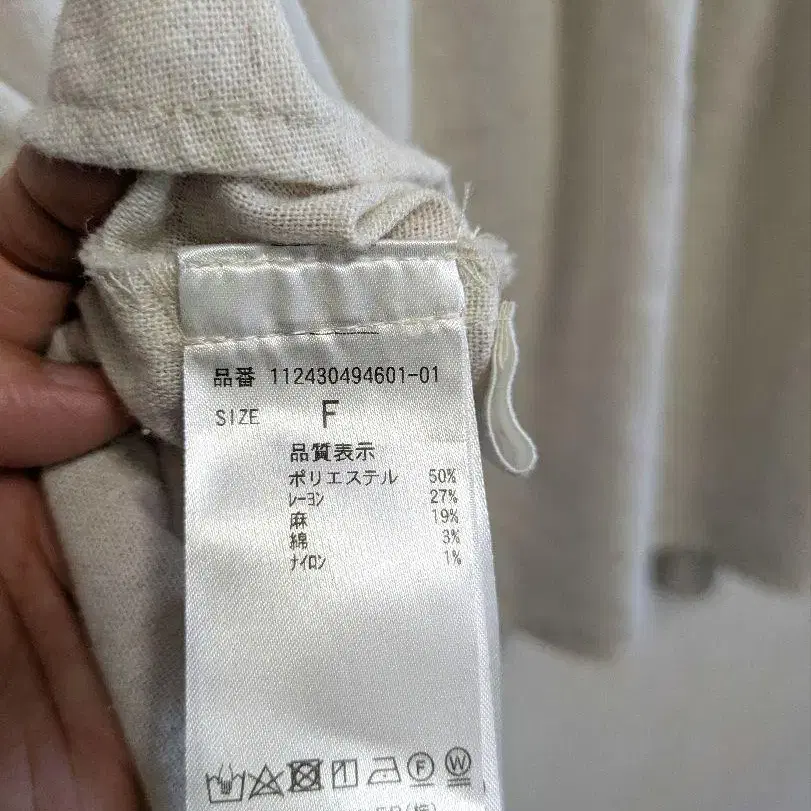 品番 112430494601-01
SIZE F
品質表示
ポリエステル 50%
レーヨン 27%
麻 19%
綿 3%
ナイロン 1%
F W